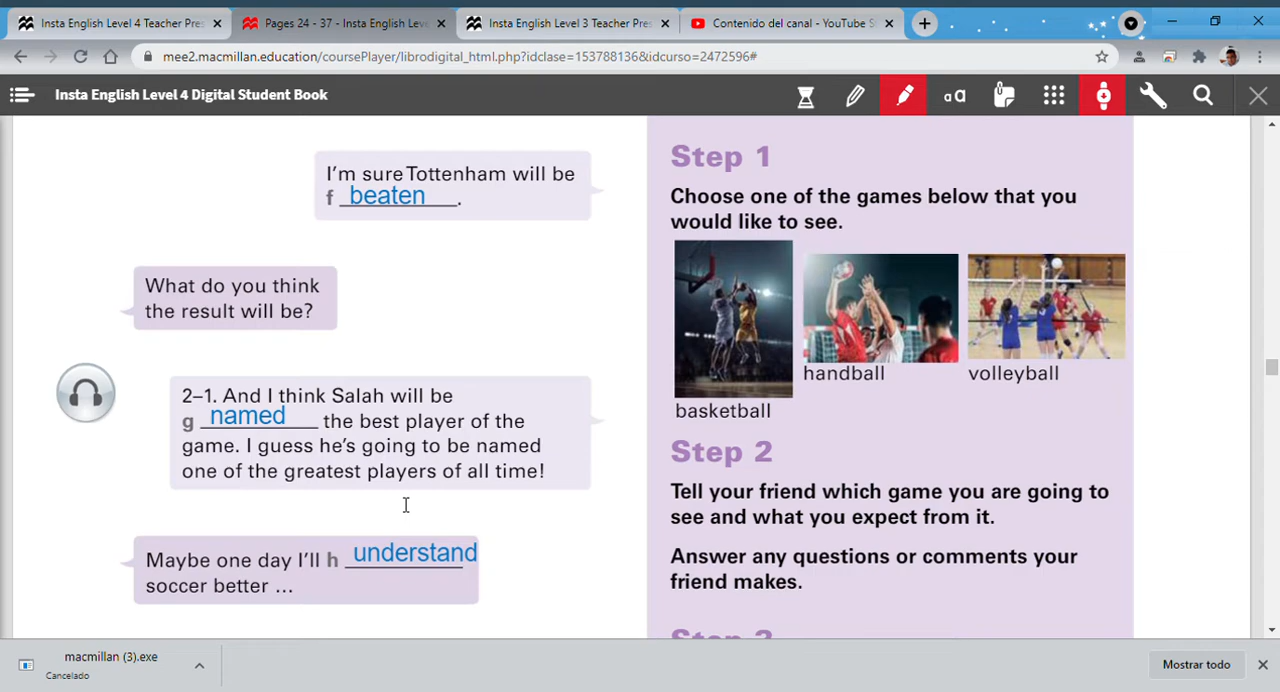 Insta English Level 4 Teacher Pres
Pages 24 - 37 - Insta English Leve
Insta English Level 3 Teacher Pres
Contenido del canal - YouTube S
mee2.macmillan.education/coursePlayer/librodigital_html.php?idclase=153788136&idcurso=2472596#
Insta English Level 4 Digital Student Book
aa
I'm sure Tottenham will be
f beaten.
What do you think
the result will be?
2–1. And I think Salah will be
g named the best player of the
game. I guess he's going to be named
one of the greatest players of all time!
Maybe one day I'll h understand
soccer better ...
Step 1
Choose one of the games below that you
would like to see.
handball
volleyball
basketball
Step 2
Tell your friend which game you are going to
see and what you expect from it.
Answer any questions or comments your
friend makes.
Step 3
macmillan (3).exe
Cancelado
Mostrar todo